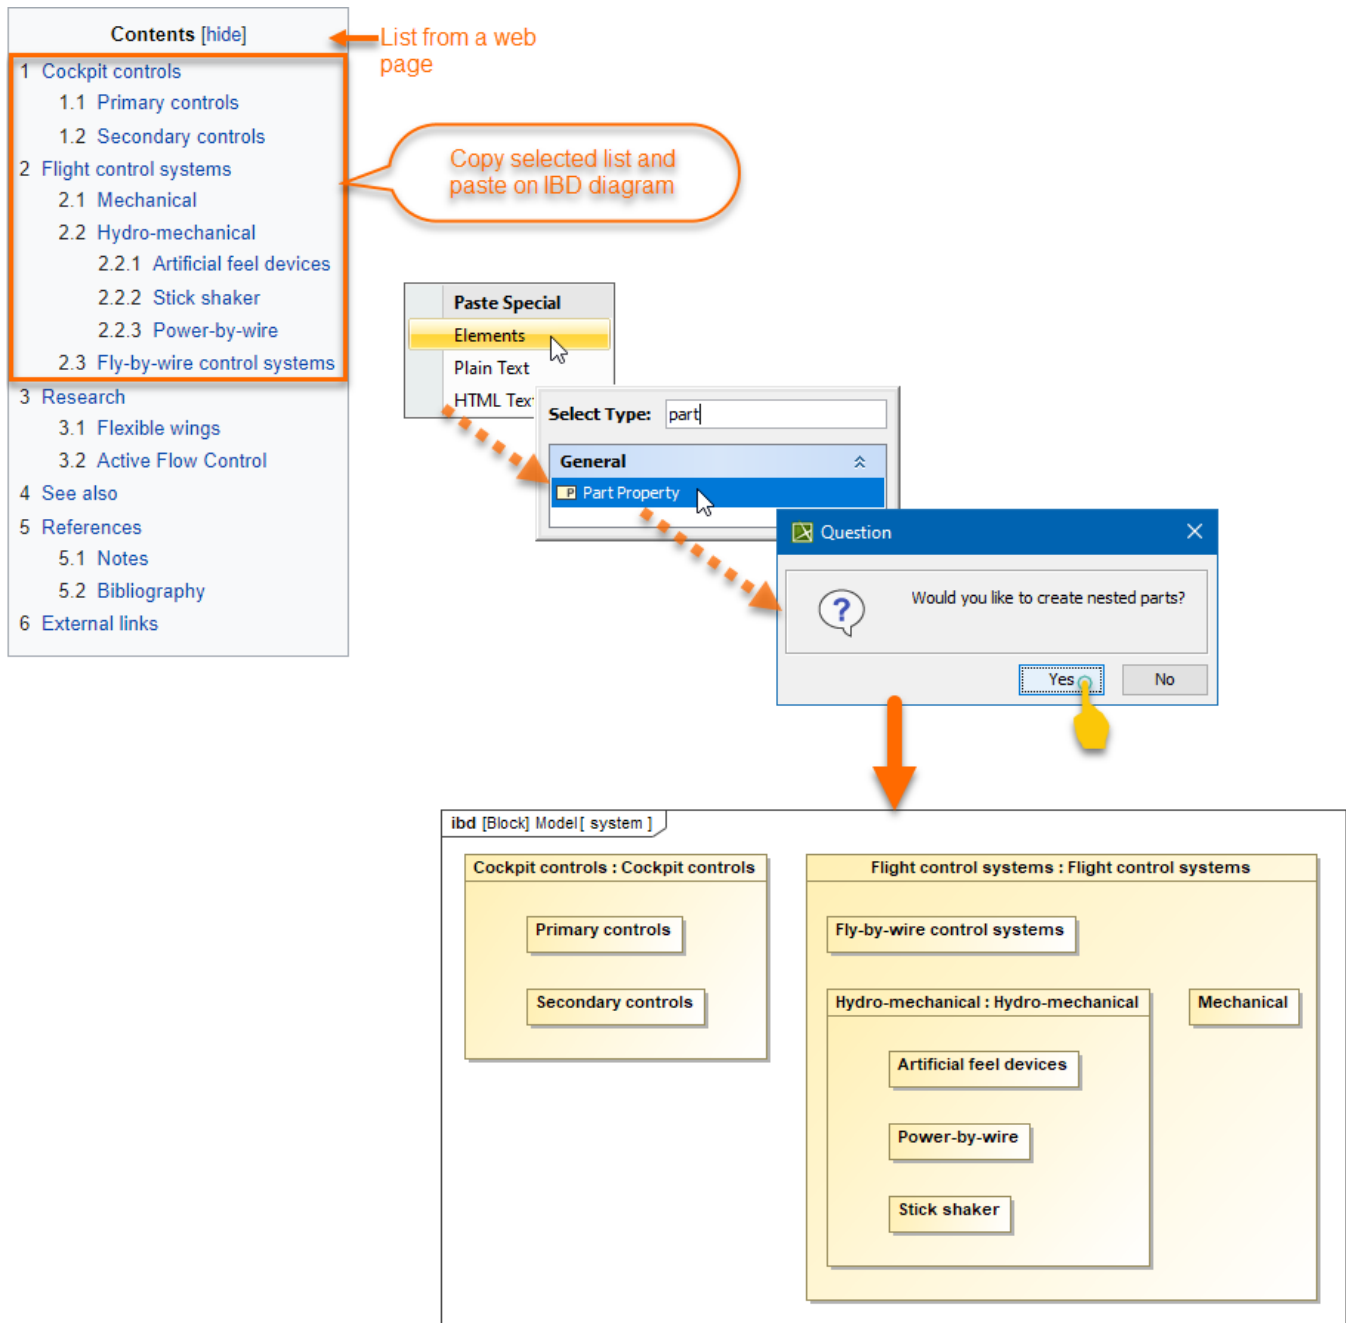 Contents [hide]
List from a web
page
1 Cockpit controls
1.1 Primary controls
1.2 Secondary controls
2 Flight control systems
2.1 Mechanical
2.2 Hydro-mechanical
2.2.1 Artificial feel devices
2.2.2 Stick shaker
2.2.3 Power-by-wire
2.3 Fly-by-wire control systems
3 Research
3.1 Flexible wings
3.2 Active Flow Control
4 See also
5 References
5.1 Notes
5.2 Bibliography
6 External links
Copy selected list and
paste on IBD diagram
Paste Special
Elements
Plain Text
HTML Tex
Select Type: part
General
P Part Property
Question
? Would you like to create nested parts?
Yes No
ibd [Block] Model[ system ]
Cockpit controls : Cockpit controls
Primary controls
Secondary controls
Flight control systems : Flight control systems
Fly-by-wire control systems
Hydro-mechanical : Hydro-mechanical
Mechanical
Artificial feel devices
Power-by-wire
Stick shaker